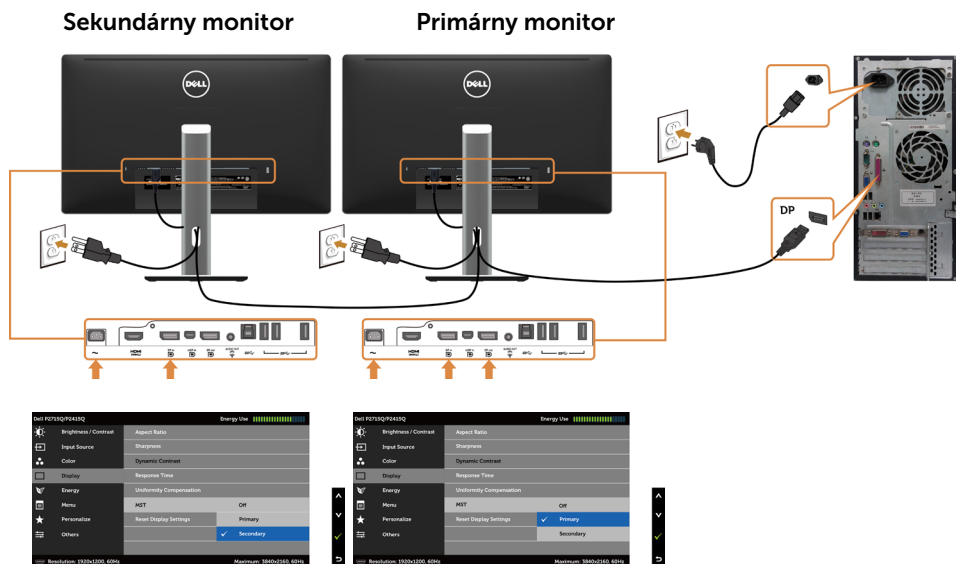 Sekundárny monitor
Primárny monitor
DELL
DELL
DP
HDMI
HDMI
Dell P2715Q/P2415Q
Energy Use
Brightness / Contrast
Aspect Ratio
Input Source
Sharpness
Color
Dynamic Contrast
Display
Response Time
Energy
Uniformity Compensation
Menu
MST
Off
Personalize
Reset Display Settings
Primary
Others
Secondary
Resolution: 1920x1200, 60Hz
Maximum: 3840x2160, 60Hz
Dell P2715Q/P2415Q
Energy Use
Brightness / Contrast
Aspect Ratio
Input Source
Sharpness
Color
Dynamic Contrast
Display
Response Time
Energy
Uniformity Compensation
Menu
MST
Off
Personalize
Reset Display Settings
Primary
Others
Secondary
Resolution: 1920x1200, 60Hz
Maximum: 3840x2160, 60Hz